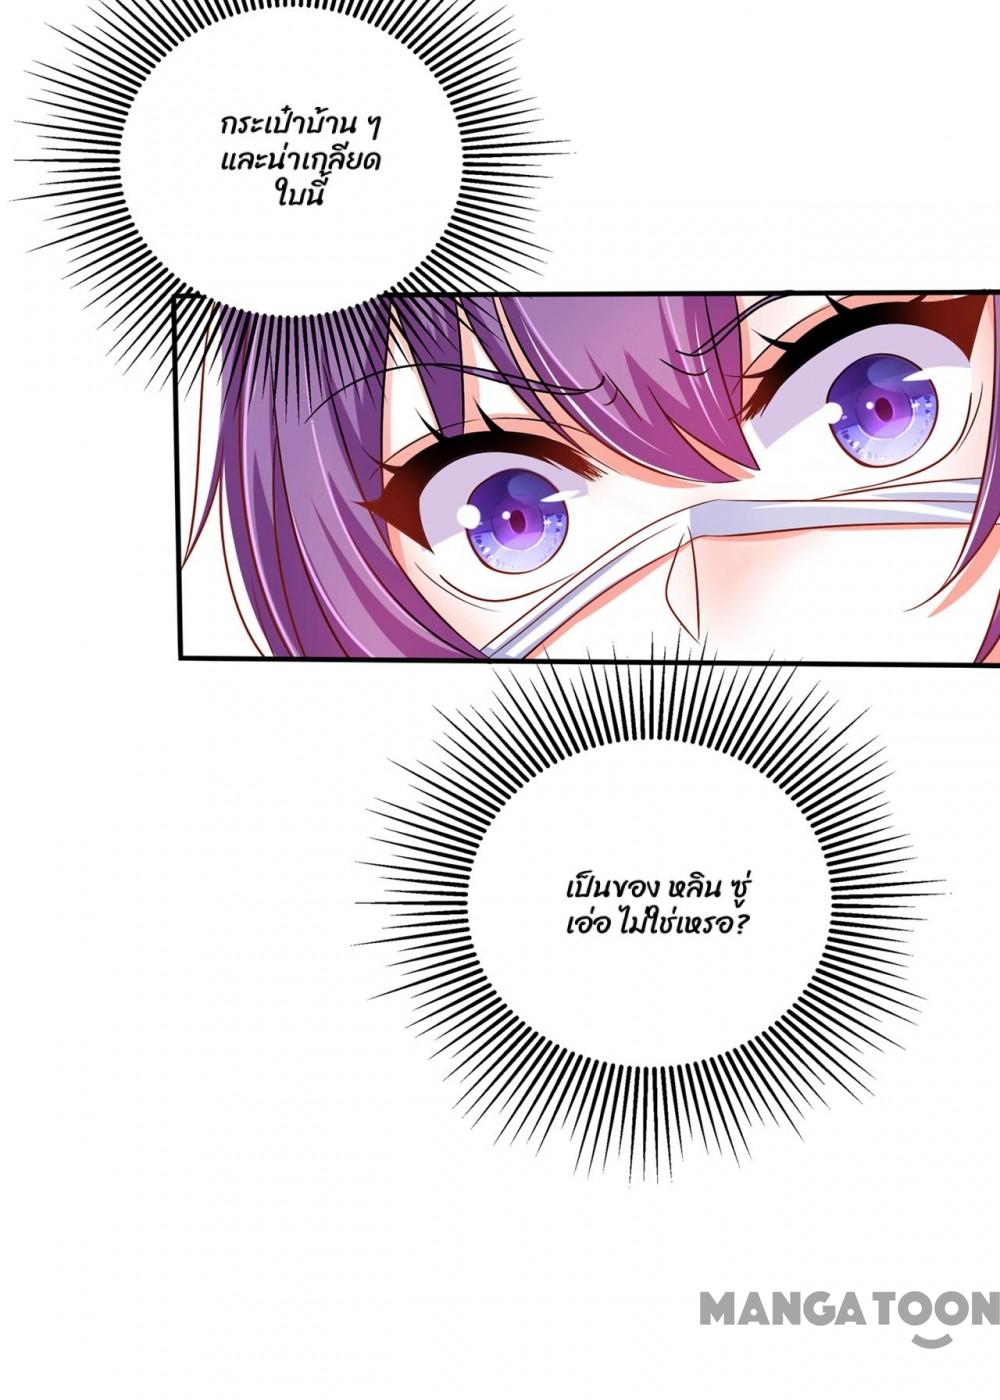 กระเป๋าบ้าน ๆ
และน่าเกลียด
ใบนี้
เป็นของ หลิน ซู่
เอ่อ ไม่ใช่เหรอ?
MANGATOON